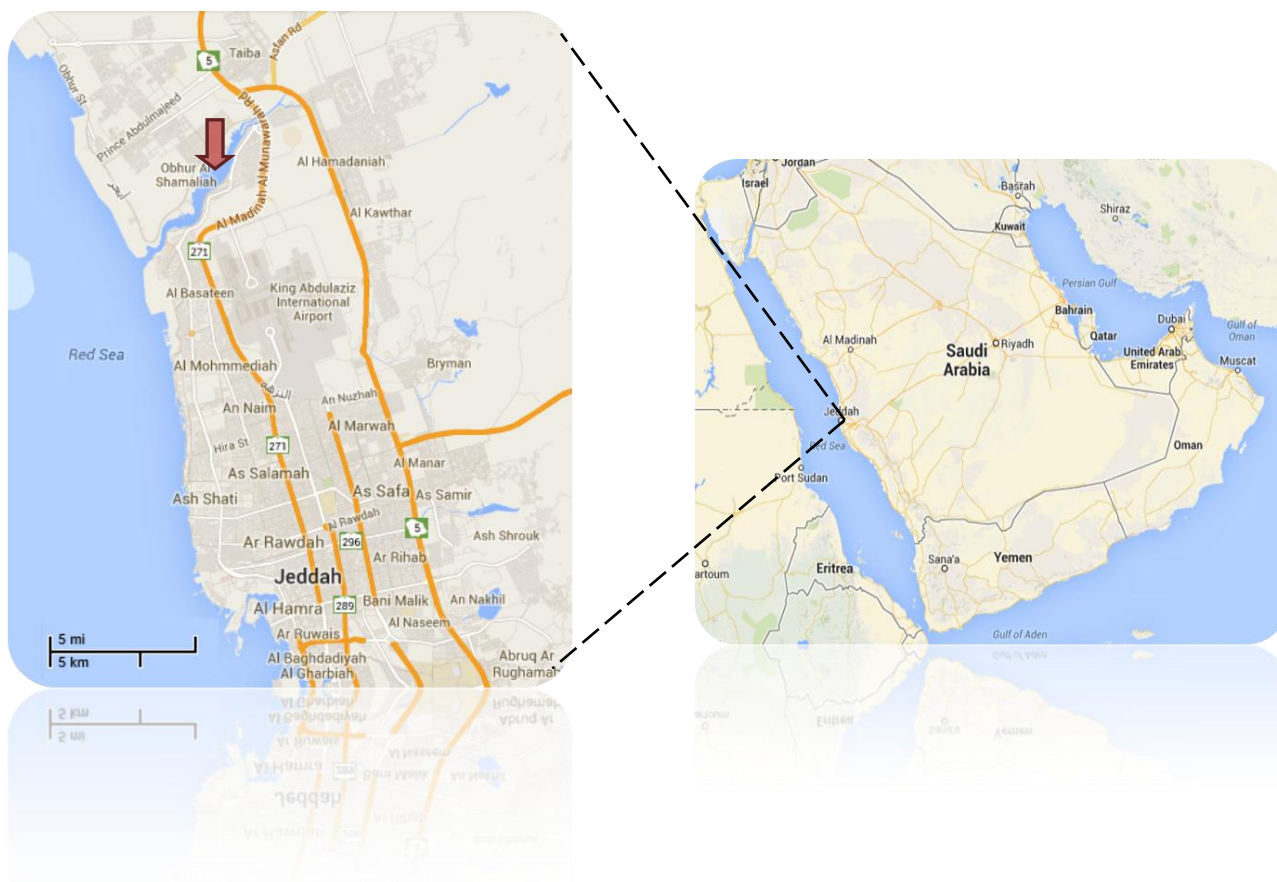 Taiba
Asfan Rd
5
Obhur St
Prince Abdulmajeed
Al Madinah Al Munawarah Rd
Obhur Al
Shamaliah
أبحر
Al Hamadaniah
Al Kawthar
271
Al Basateen
King Abdulaziz
International
Airport
Red Sea
Al Mohmmediah
Bryman
النزهة
An Nuzhah
An Naim
Al Marwah
Hira St
271
Al Manar
As Salamah
As Safa
As Samir
Ash Shati
Al Rawdah
5
Ash Shrouk
Ar Rawdah
296
Ar Rihab
Jeddah
Al Hamra
289
Bani Malik
An Nakhil
Al Naseem
Ar Ruwais
5 mi
5 km
Al Baghdadiyah
Al Gharbiah
Abruq Ar
Rughamah
Jordan
Israel
Basrah
Shiraz
Kuwait
Persian Gulf
Bahrain
Dubai
Gulf of
Oman
Qatar
Al Madinah
Riyadh
Saudi
Arabia
United Arab
Emirates
Muscat
Jeddah
Red Sea
Oman
Port Sudan
Sana'a
Yemen
artoum
Eritrea
Gulf of Aden